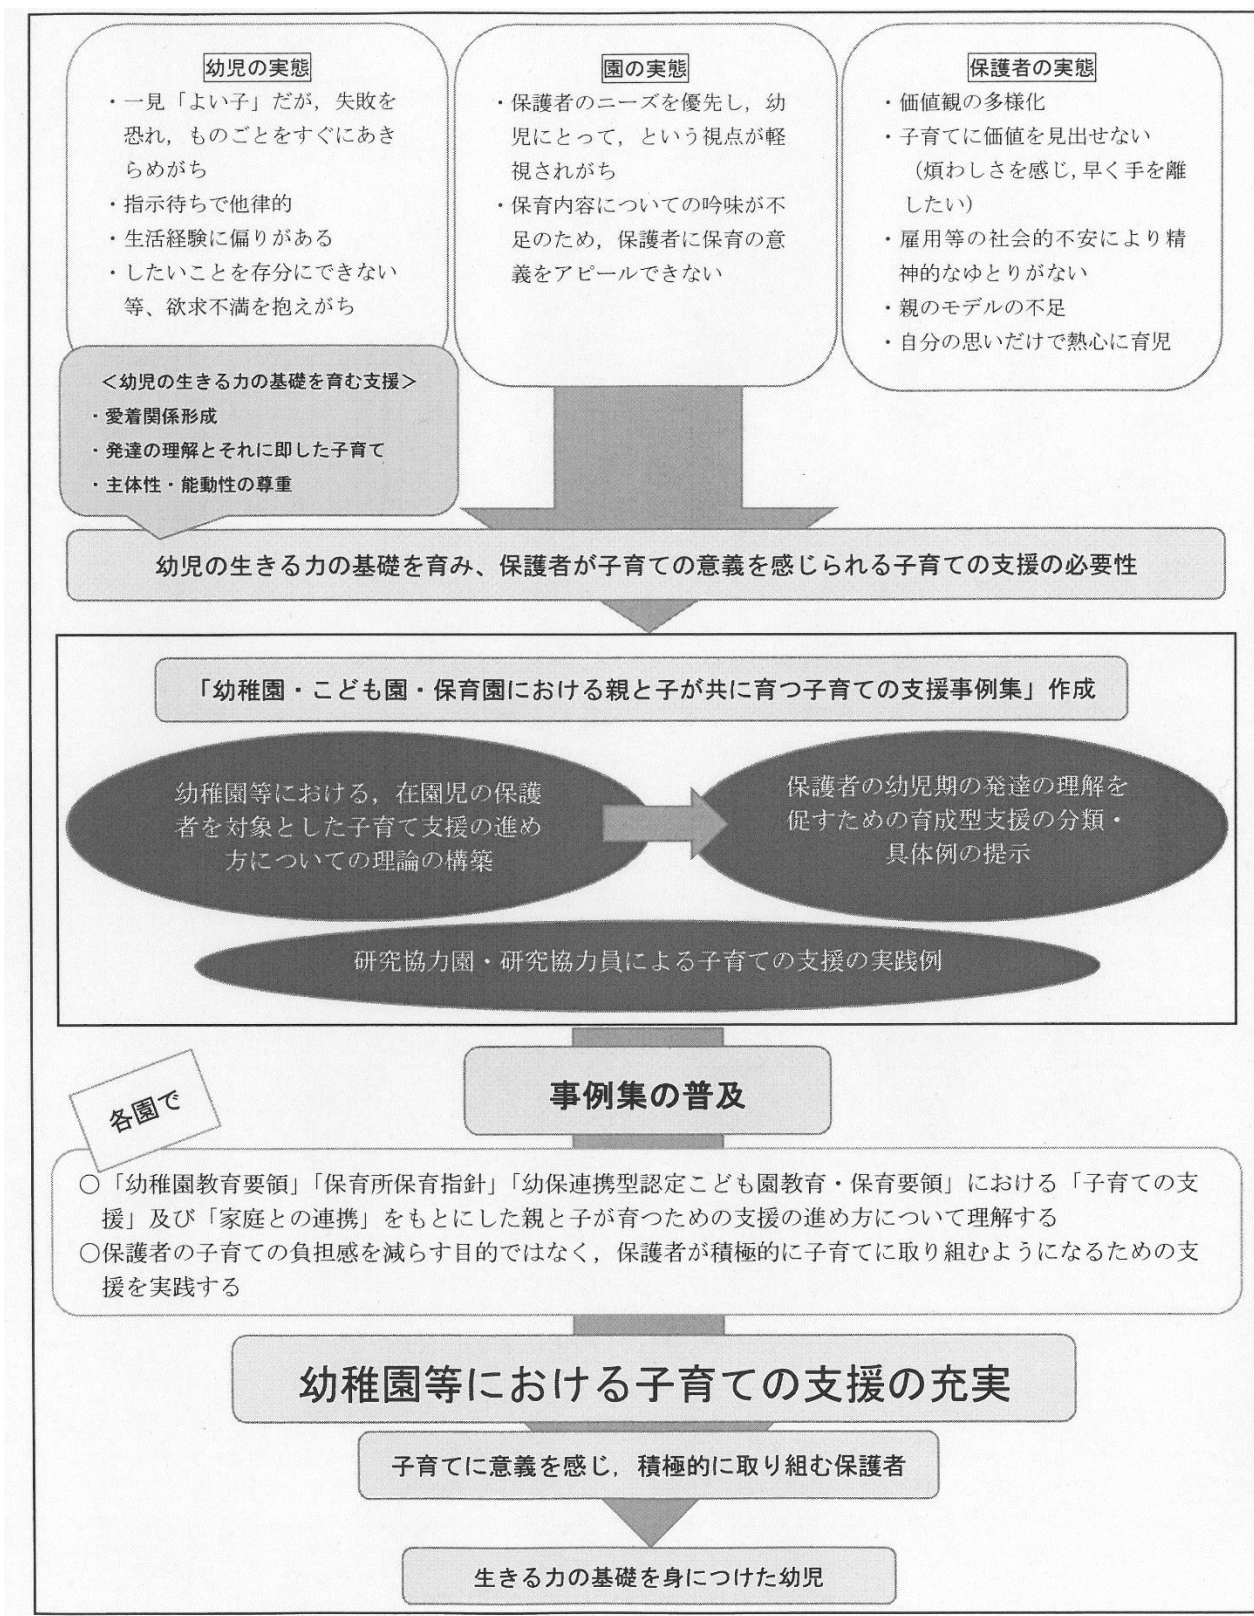 幼児の実態
・一見「よい子」だが，失敗を
恐れ，ものごとをすぐにあき
らめがち
・指示待ちで他律的
・生活経験に偏りがある
・したいことを存分にできない
等、欲求不満を抱えがち
園の実態
・保護者のニーズを優先し，幼
児にとって，という視点が軽
視されがち
・保育内容についての吟味が不
足のため，保護者に保育の意
義をアピールできない
保護者の実態
・価値観の多様化
・子育てに価値を見出せない
（煩わしさを感じ，早く手を離
したい）
・雇用等の社会的不安により精
神的なゆとりがない
・親のモデルの不足
・自分の思いだけで熱心に育児
＜幼児の生きる力の基礎を育む支援＞
・愛着関係形成
・発達の理解とそれに即した子育て
・主体性・能動性の尊重
幼児の生きる力の基礎を育み、保護者が子育ての意義を感じられる子育ての支援の必要性
「幼稚園・こども園・保育園における親と子が共に育つ子育ての支援事例集」作成
幼稚園等における，在園児の保護
者を対象とした子育て支援の進め
方についての理論の構築
保護者の幼児期の発達の理解を
促すための育成型支援の分類・
具体例の提示
研究協力園・研究協力員による子育ての支援の実践例
事例集の普及
各園で
○「幼稚園教育要領」「保育所保育指針」「幼保連携型認定こども園教育・保育要領」における「子育ての支
援」及び「家庭との連携」をもとにした親と子が育つための支援の進め方について理解する
○保護者の子育ての負担感を減らす目的ではなく，保護者が積極的に子育てに取り組むようになるための支
援を実践する
幼稚園等における子育ての支援の充実
子育てに意義を感じ，積極的に取り組む保護者
生きる力の基礎を身につけた幼児